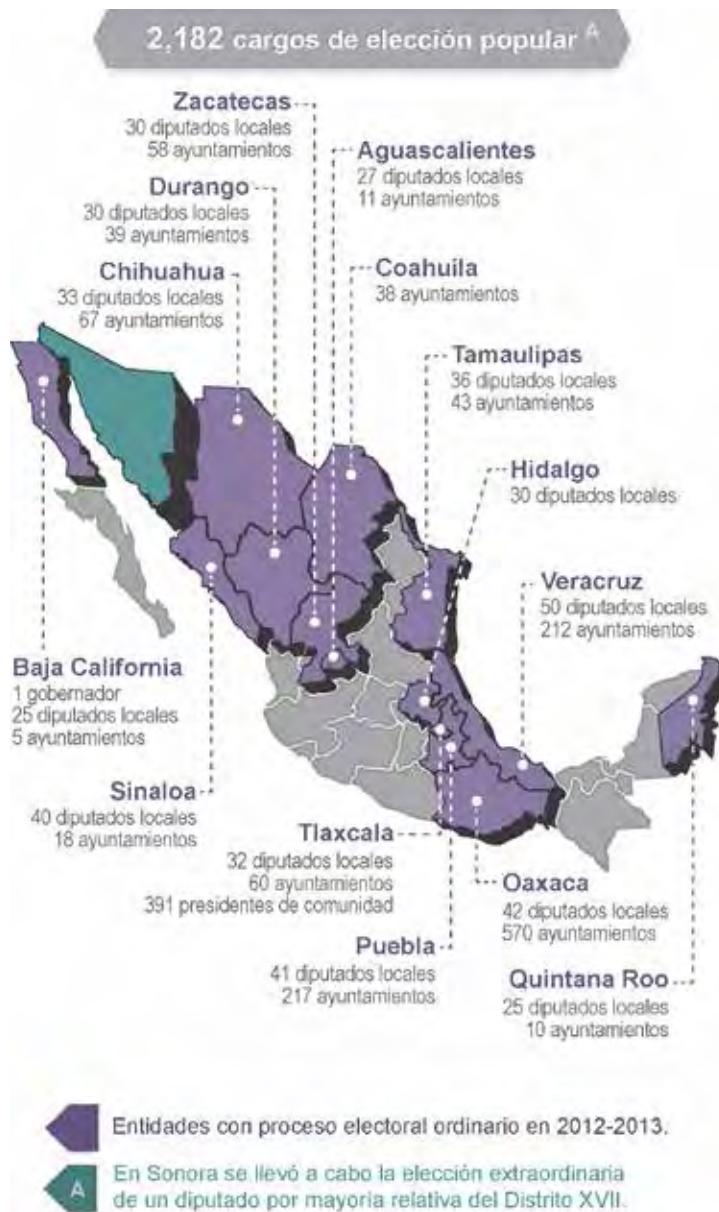 2,182 cargos de elección popular A
Zacatecas
30 diputados locales
58 ayuntamientos
Aguascalientes
27 diputados locales
11 ayuntamientos
Durango
30 diputados locales
39 ayuntamientos
Chihuahua
33 diputados locales
67 ayuntamientos
Coahuila
38 ayuntamientos
Tamaulipas
36 diputados locales
43 ayuntamientos
Hidalgo
30 diputados locales
Veracruz
50 diputados locales
212 ayuntamientos
Baja California
1 gobernador
25 diputados locales
5 ayuntamientos
Sinaloa
40 diputados locales
18 ayuntamientos
Tlaxcala
32 diputados locales
60 ayuntamientos
391 presidentes de comunidad
Oaxaca
42 diputados locales
570 ayuntamientos
Puebla
41 diputados locales
217 ayuntamientos
Quintana Roo
25 diputados locales
10 ayuntamientos
Entidades con proceso electoral ordinario en 2012-2013.
A
En Sonora se llevó a cabo la elección extraordinaria
de un diputado por mayoría relativa del Distrito XVII.